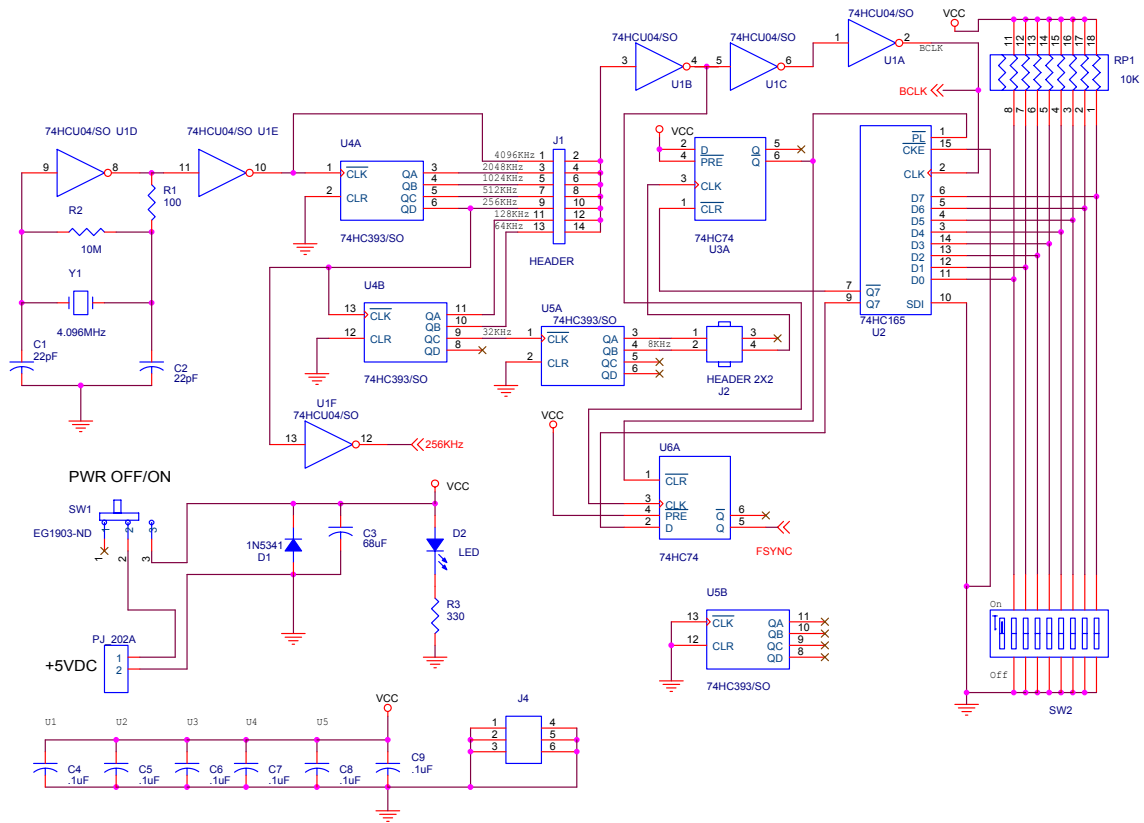 74HCU04/SO U1D
9
8
74HCU04/SO U1E
11
10
R1
100
R2
10M
Y1
4.096MHz
C1
22pF
C2
22pF
U4A
1
2
CLK
CLR
QA
QB
QC
QD
3
4
5
6
74HC393/SO
4096KHz
2048KHz
1024KHz
512KHz
256KHz
128KHz
64KHz
J1
1
3
5
7
9
11
13
2
4
6
8
10
12
14
HEADER
74HCU04/SO
3
4
U1B
74HCU04/SO
5
6
U1C
74HCU04/SO
1
2
U1A
BCLK
BCLK
VCC
11
12
13
14
15
16
17
18
RP1
10K
8
7
6
5
4
3
2
1
VCC
2
4
3
1
D
PRE
CLK
CLR
Q
Q
5
6
74HC74
U3A
PL
CKE
CLK
D7
D6
D5
D4
D3
D2
D1
D0
SDI
1
15
2
6
5
4
3
14
13
12
11
10
7
9
Q7
Q7
74HC165
U2
U4B
13
12
CLK
CLR
QA
QB
QC
QD
11
10
9
8
74HC393/SO
32KHz
U5A
74HC393/SO
1
2
CLK
CLR
QA
QB
QC
QD
3
4
5
6
8KHz
1
2
3
4
HEADER 2X2
J2
U1F
74HCU04/SO
13
12
256KHz
VCC
U6A
1
3
4
2
CLR
CLK
PRE
D
Q
Q
6
5
74HC74
FSYNC
PWR OFF/ON
SW1
EG1903-ND
1
2
3
1
2
3
1N5341
D1
C3
68uF
VCC
D2
LED
R3
330
PJ_202A
1
2
+5VDC
U5B
13
12
CLK
CLR
QA
QB
QC
QD
11
10
9
8
74HC393/SO
On
Off
SW2
U1
U2
U3
U4
U5
VCC
C4
.1uF
C5
.1uF
C6
.1uF
C7
.1uF
C8
.1uF
C9
.1uF
J4
1
2
3
4
5
6